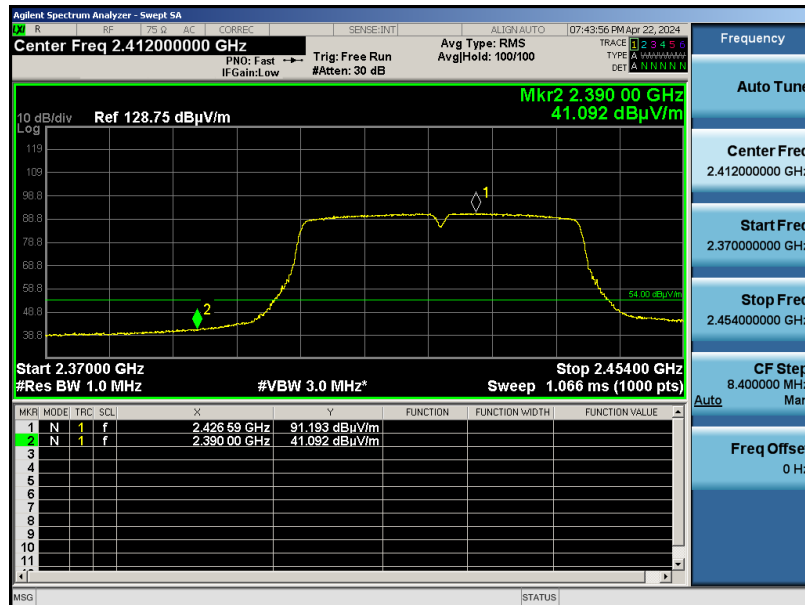 Agilent Spectrum Analyzer - Swept SA
LXI R RF 75 Ω AC CORREC SENSE:INT ALIGN AUTO 07:43:56 PM Apr 22, 2024
Center Freq 2.412000000 GHz
PNO: Fast
IFGain:Low
Trig: Free Run
#Atten: 30 dB
Avg Type: RMS
Avg|Hold: 100/100
TRACE 1 2 3 4 5 6
TYPE A WWWWW
DET A N N N N N
Mkr2 2.390 00 GHz
41.092 dBµV/m
10 dB/div Ref 128.75 dBµV/m
Log
119
109
98.8
88.8
78.8
68.8
58.8
48.8
38.8
1
2
54.00 dBµV/m
Start 2.37000 GHz Stop 2.45400 GHz
#Res BW 1.0 MHz #VBW 3.0 MHz* Sweep 1.066 ms (1000 pts)
MKR MODE TRC SCL X Y FUNCTION FUNCTION WIDTH FUNCTION VALUE
1 N 1 f 2.426 59 GHz 91.193 dBµV/m
2 N 1 f 2.390 00 GHz 41.092 dBµV/m
3
4
5
6
7
8
9
10
11
MSG STATUS
Frequency
Auto Tune
Center Freq
2.412000000 GHz
Start Freq
2.370000000 GHz
Stop Freq
2.454000000 GHz
CF Step
8.400000 MHz
Auto Man
Freq Offset
0 Hz